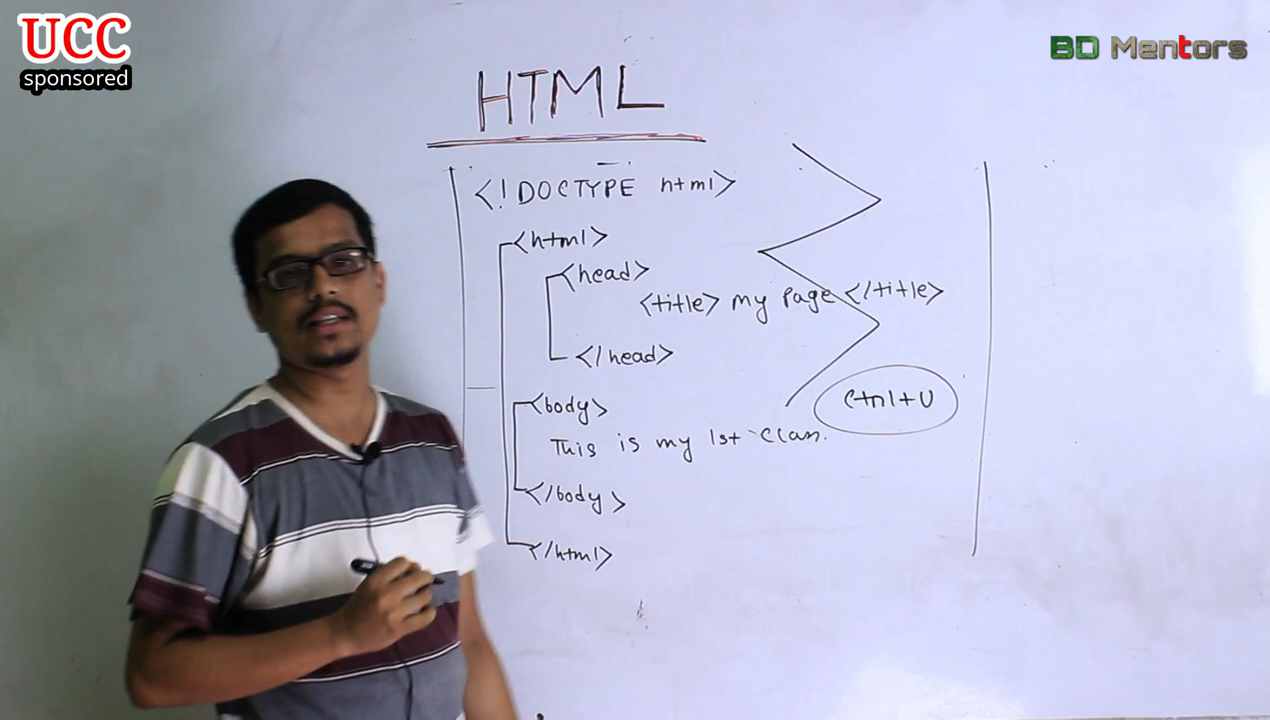 UCC
sponsored
BD Mentors
HTML
<!DOCTYPE html>
<html>
<head>
<title> my page </title>
</head>
<body>
This is my 1st class.
</body>
</html>
Ctrl+U